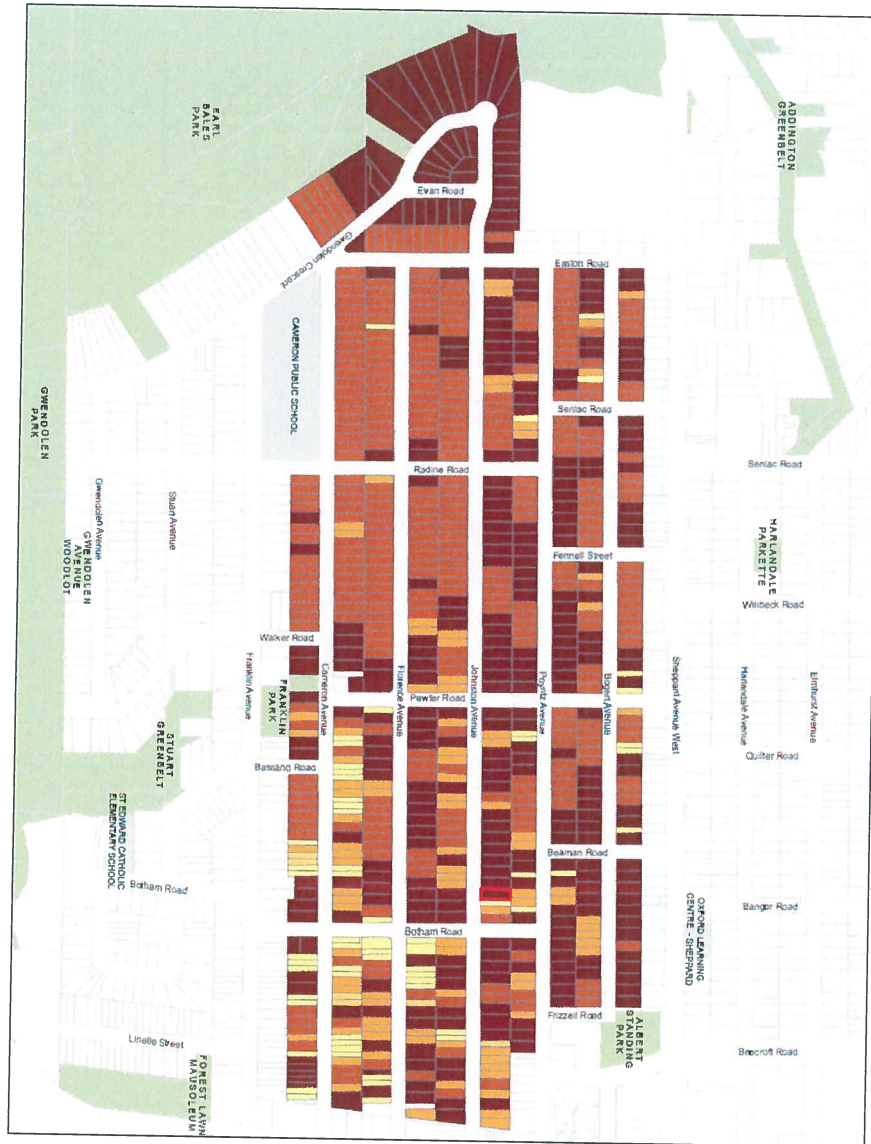 EARL
BALES
PARK
ADDINGTON
GREENBELT
Evan Road
Gwendolen Crescent
Easton Road
CAMERON PUBLIC SCHOOL
Senlac Road
GWENDOLEN
PARK
Radine Road
Senlac Road
Gwendolen Avenue
Stuart Avenue
GWENDOLEN
AVENUE
WOODLOT
Fennell Street
HARLANDALE
PARKETTE
Welbeck Road
Walker Road
Franklin Avenue
FRANKLIN
PARK
Cameron Avenue
Florence Avenue
Pewter Road
Johnston Avenue
Poyntz Avenue
Bogert Avenue
Sheppard Avenue West
Harlandale Avenue
Elmhurst Avenue
STUART
GREENBELT
Bassano Road
Quilter Road
ST EDWARD CATHOLIC
ELEMENTARY SCHOOL
Botham Road
Beaman Road
Botham Road
OXFORD LEARNING
CENTRE - SHEPPARD
Bangor Road
Frizzell Road
ALBERT
STANDING
PARK
Liselle Street
FOREST LAWN
MAUSOLEUM
Beecroft Road